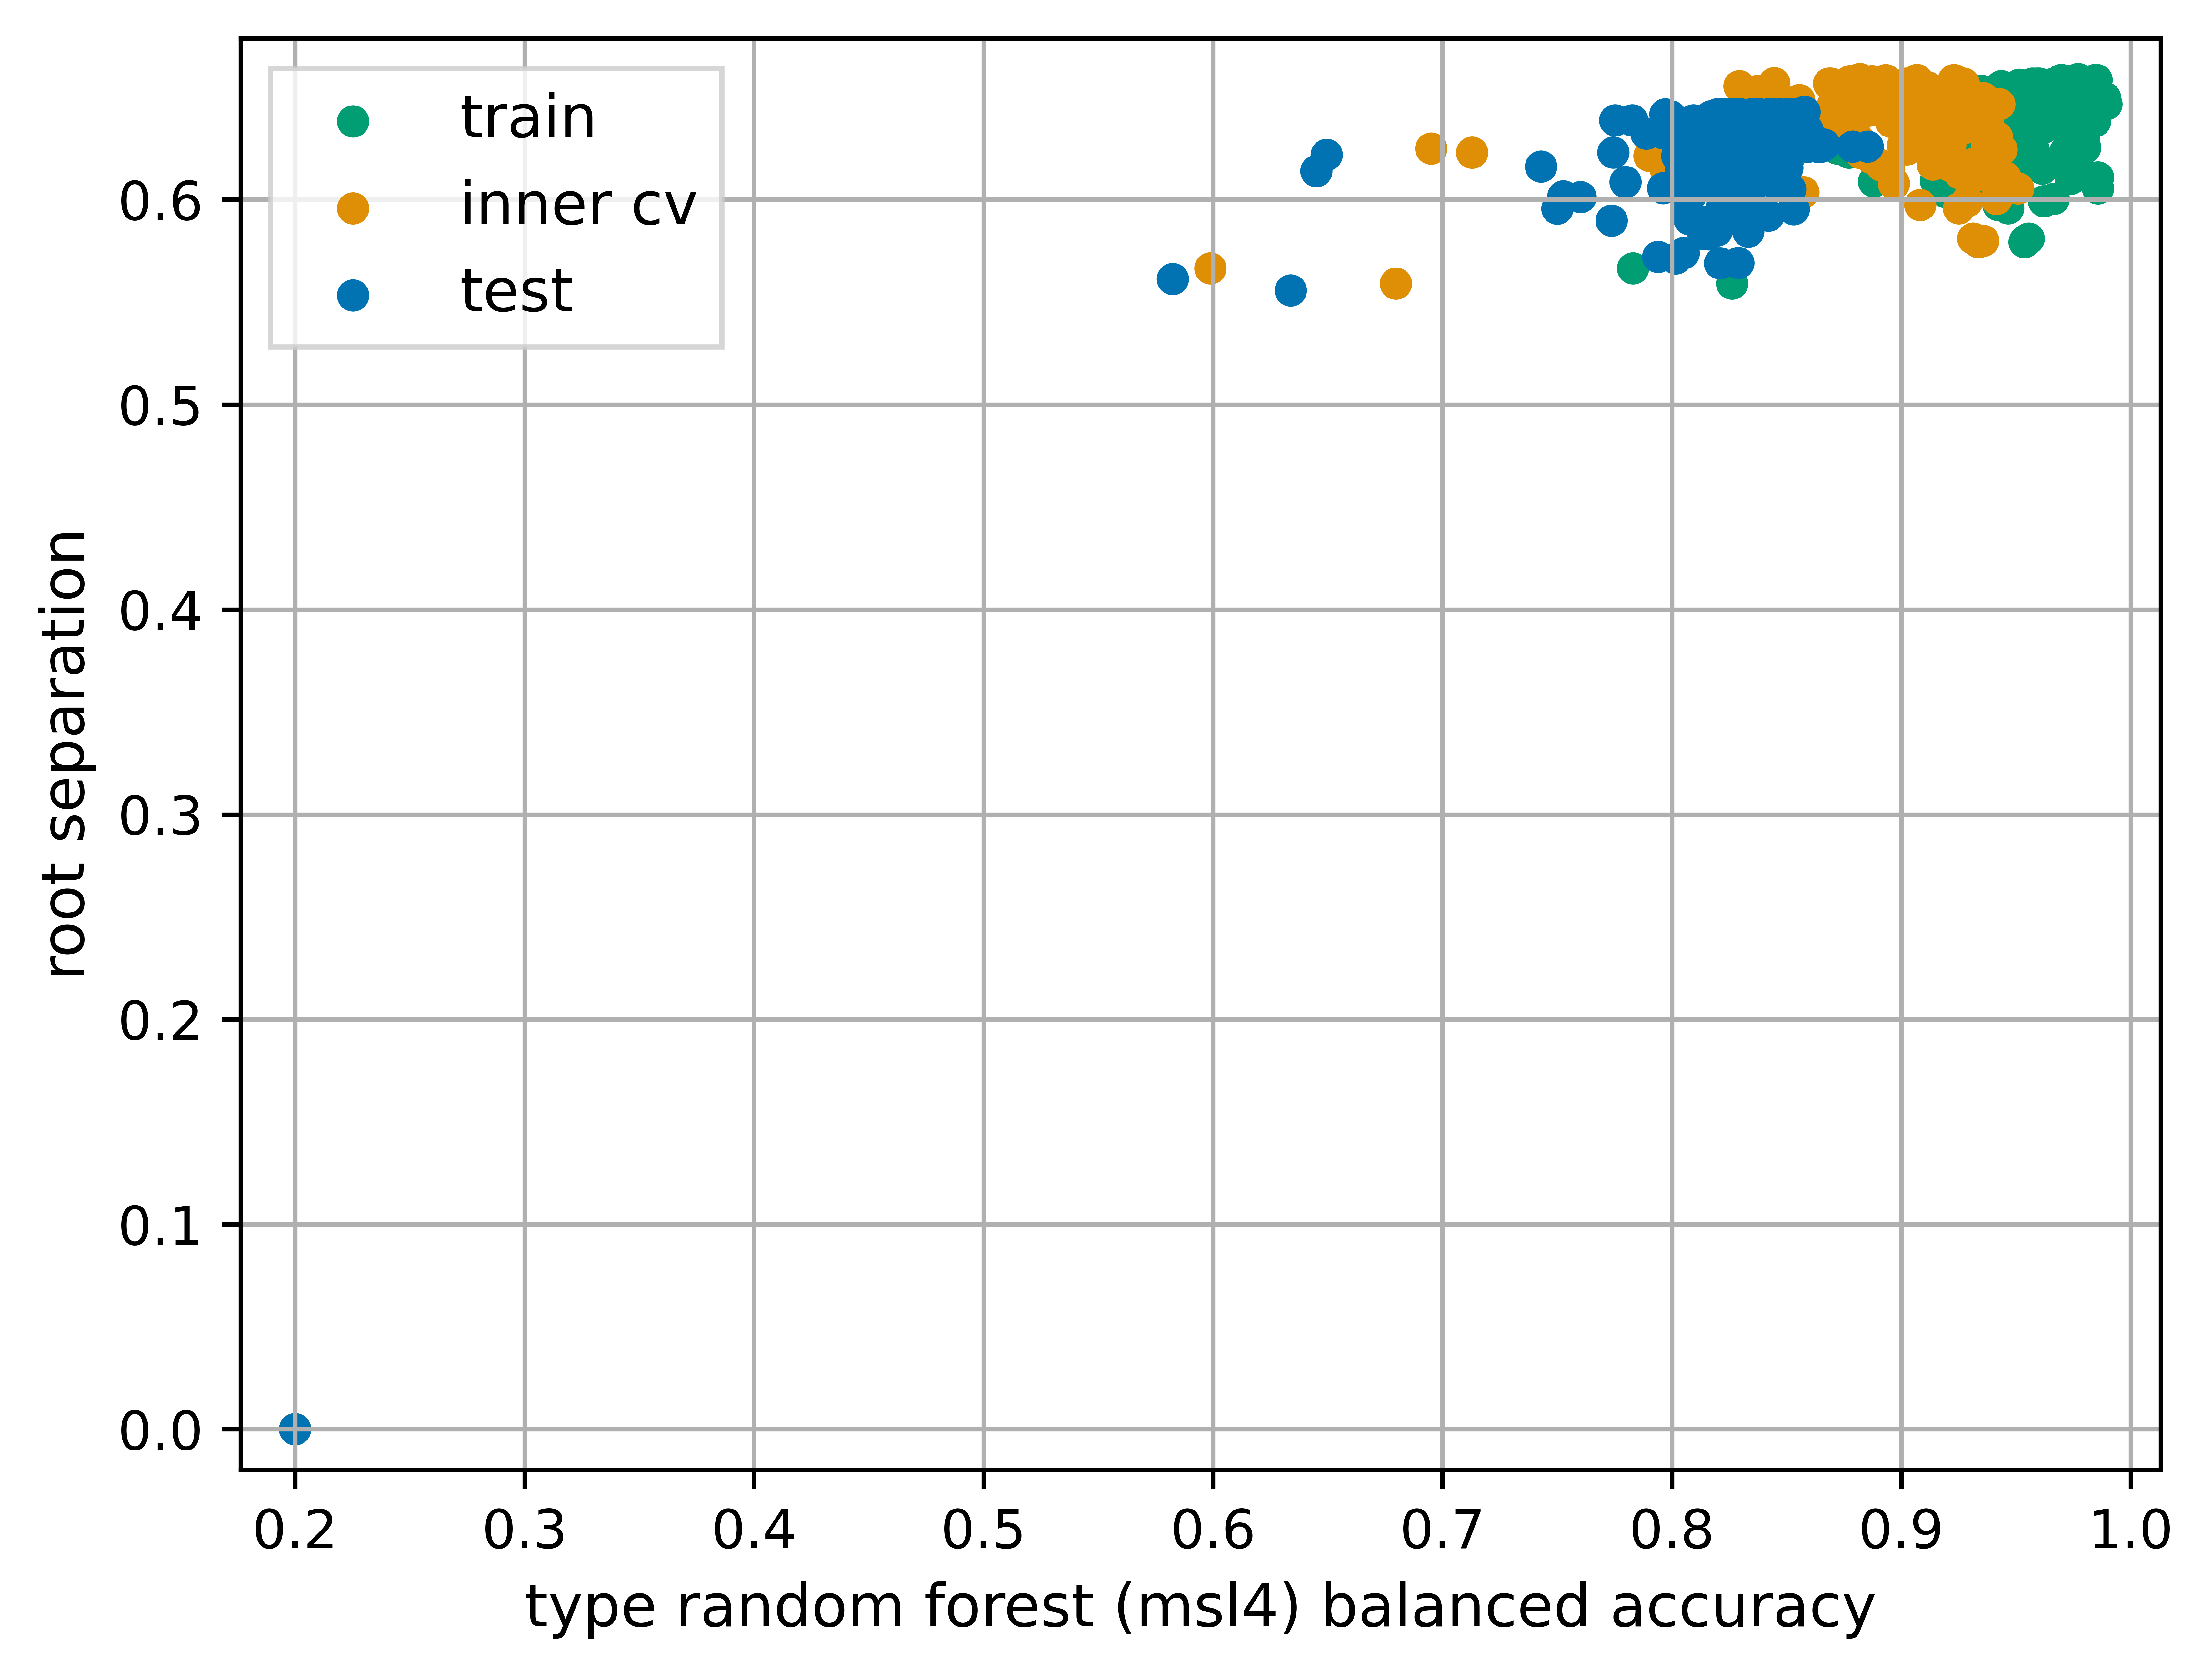 train
inner cv
test
0.6
0.5
0.4
0.3
0.2
0.1
0.0
root separation
0.2 0.3 0.4 0.5 0.6 0.7 0.8 0.9 1.0
type random forest (msl4) balanced accuracy